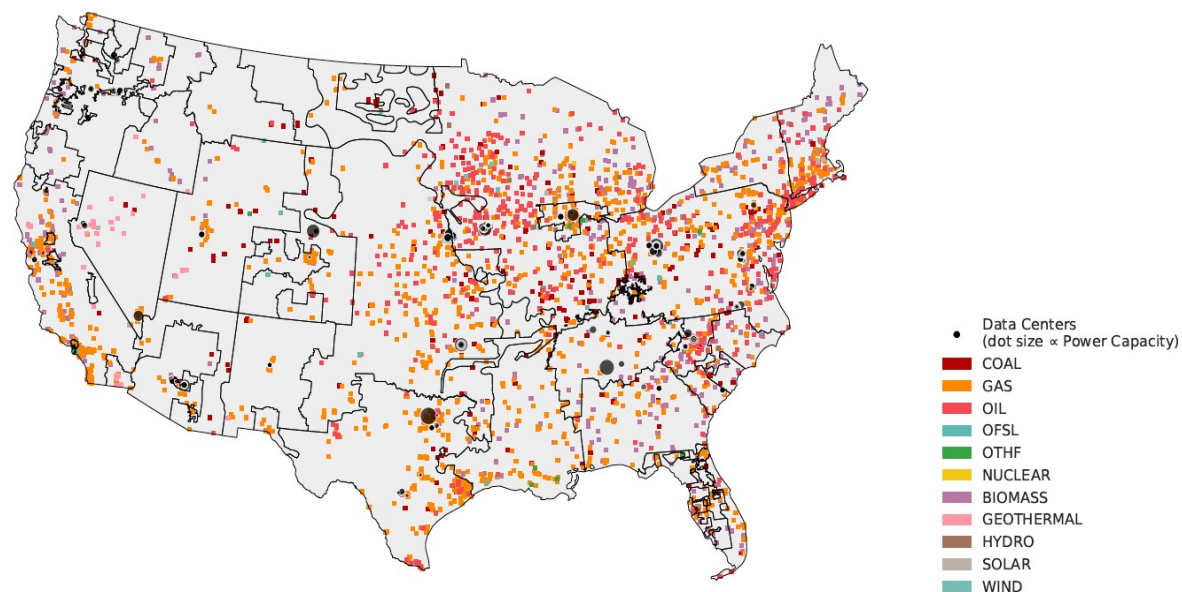 Data Centers
(dot size ∝ Power Capacity)
COAL
GAS
OIL
OFSL
OTHF
NUCLEAR
BIOMASS
GEOTHERMAL
HYDRO
SOLAR
WIND